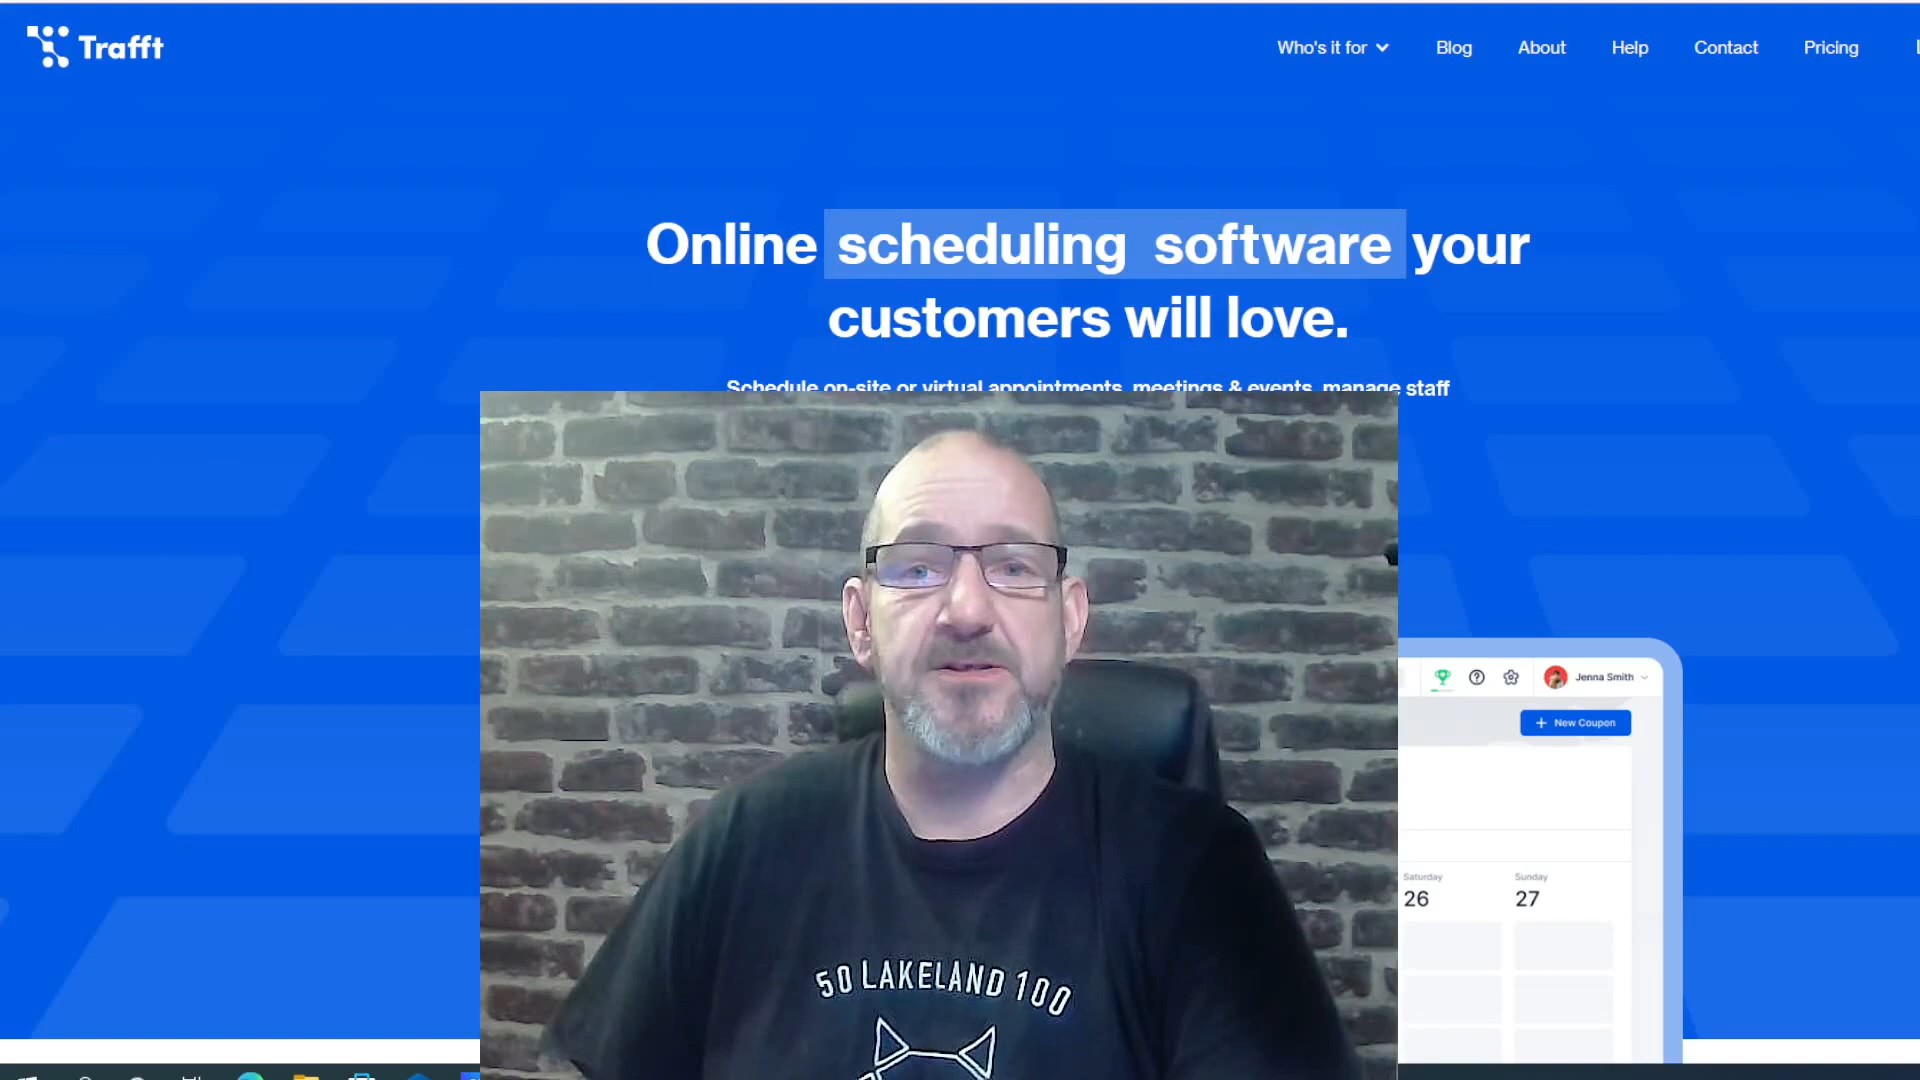 Trafft
Who's it for
Blog
About
Help
Contact
Pricing
Online scheduling software your
customers will love.
Schedule on-site or virtual appointments, meetings & events, manage staff
Jenna Smith
+ New Coupon
Saturday
26
Sunday
27
50 LAKELAND 100